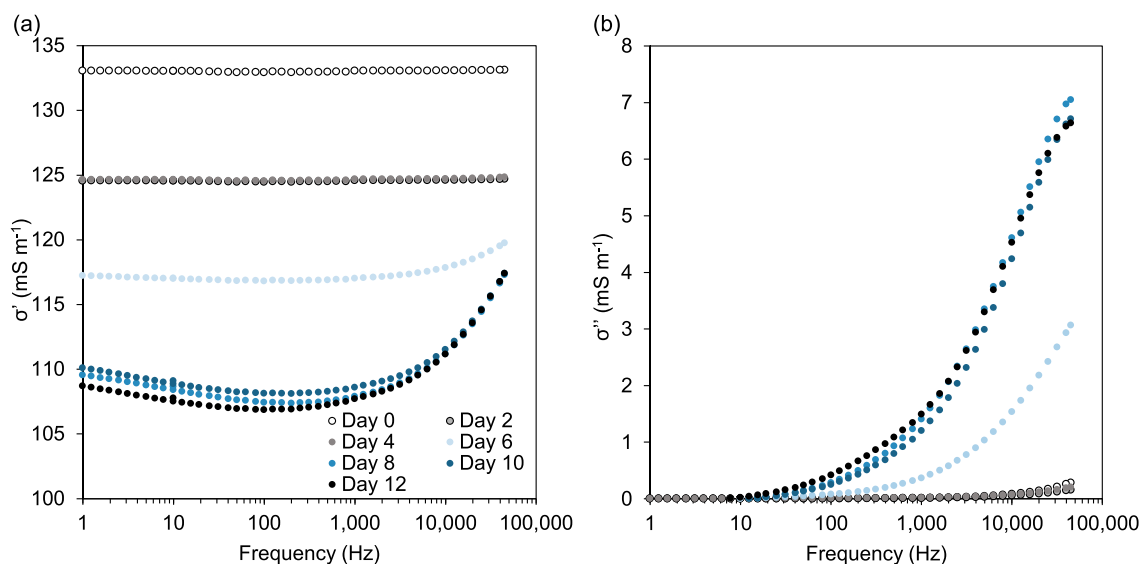 (a)
135
130
125
120
115
110
105
100
σ’ (mS m-1)
Day 0 Day 2
Day 4 Day 6
Day 8 Day 10
Day 12
1 10 100 1,000 10,000 100,000
Frequency (Hz)
(b)
8
7
6
5
4
3
2
1
0
σ’’ (mS m-1)
1 10 100 1,000 10,000 100,000
Frequency (Hz)